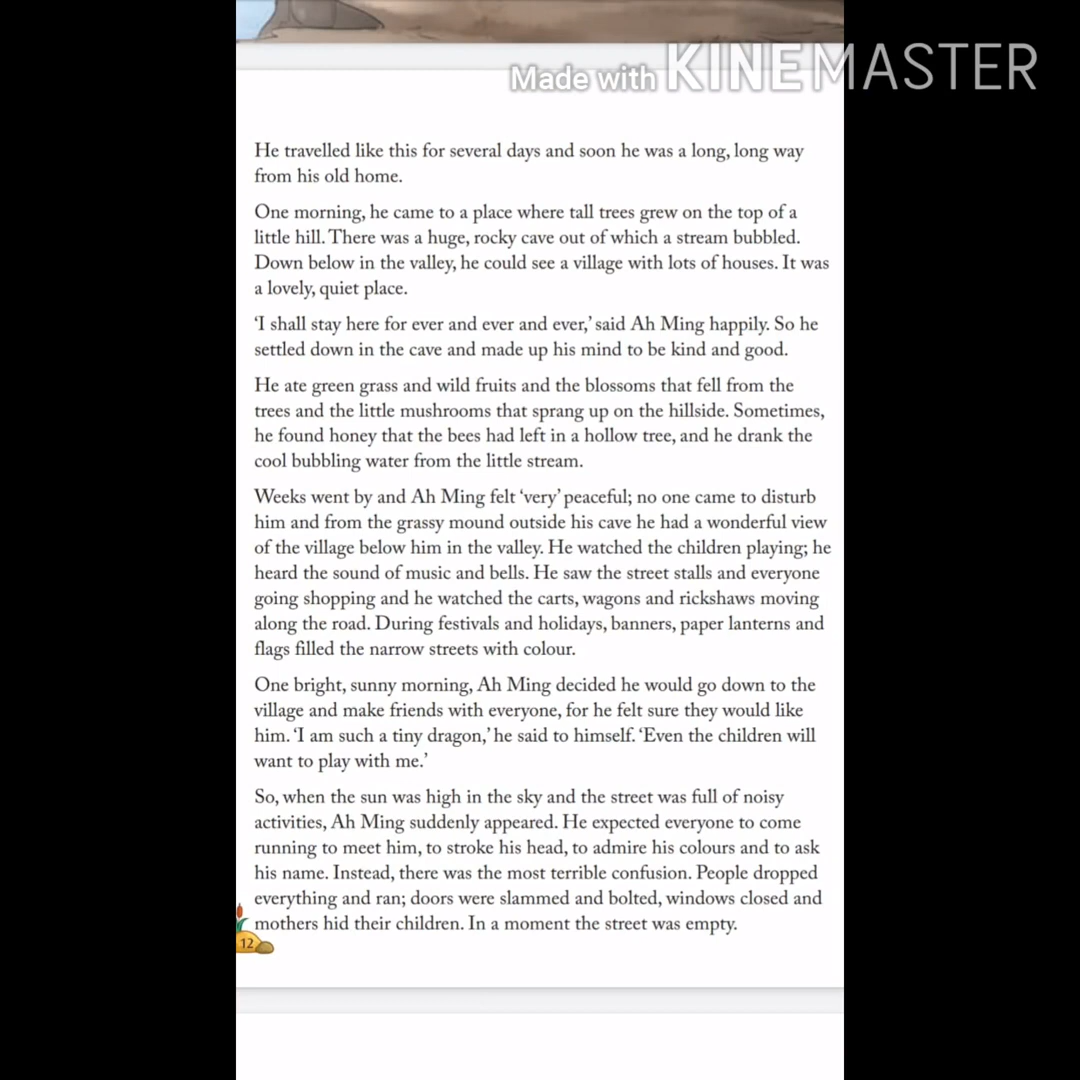 Made with KINEMASTER
He travelled like this for several days and soon he was a long, long way
from his old home.
One morning, he came to a place where tall trees grew on the top of a
little hill. There was a huge, rocky cave out of which a stream bubbled.
Down below in the valley, he could see a village with lots of houses. It was
a lovely, quiet place.
‘I shall stay here for ever and ever and ever,’ said Ah Ming happily. So he
settled down in the cave and made up his mind to be kind and good.
He ate green grass and wild fruits and the blossoms that fell from the
trees and the little mushrooms that sprang up on the hillside. Sometimes,
he found honey that the bees had left in a hollow tree, and he drank the
cool bubbling water from the little stream.
Weeks went by and Ah Ming felt ‘very’ peaceful; no one came to disturb
him and from the grassy mound outside his cave he had a wonderful view
of the village below him in the valley. He watched the children playing; he
heard the sound of music and bells. He saw the street stalls and everyone
going shopping and he watched the carts, wagons and rickshaws moving
along the road. During festivals and holidays, banners, paper lanterns and
flags filled the narrow streets with colour.
One bright, sunny morning, Ah Ming decided he would go down to the
village and make friends with everyone, for he felt sure they would like
him. ‘I am such a tiny dragon,’ he said to himself. ‘Even the children will
want to play with me.’
So, when the sun was high in the sky and the street was full of noisy
activities, Ah Ming suddenly appeared. He expected everyone to come
running to meet him, to stroke his head, to admire his colours and to ask
his name. Instead, there was the most terrible confusion. People dropped
everything and ran; doors were slammed and bolted, windows closed and
mothers hid their children. In a moment the street was empty.
12